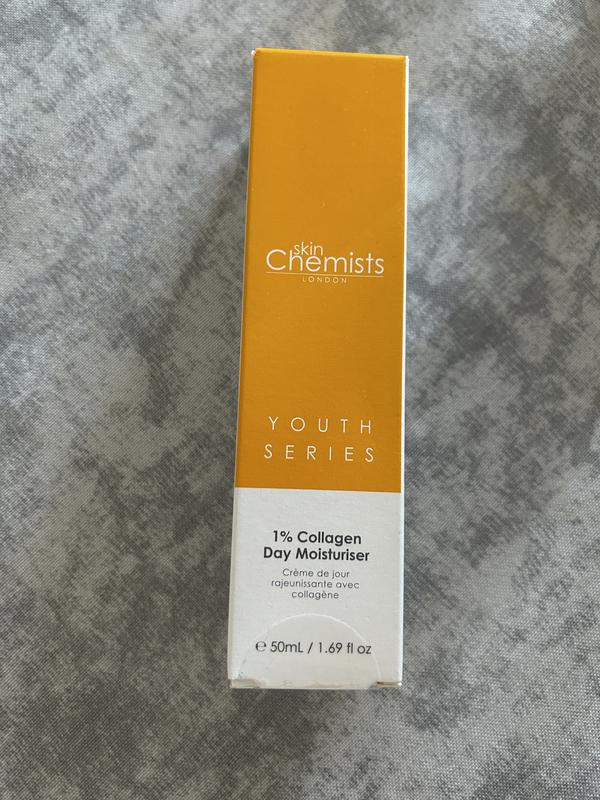 skin
Chemists
LONDON
YOUTH
SERIES
1% Collagen
Day Moisturiser
Crème de jour
rajeunissante avec
collagène
℮ 50mL / 1.69 fl oz